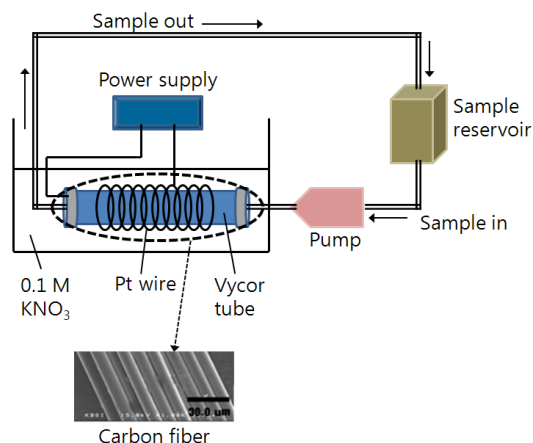 Sample out
Power supply
Sample
reservoir
Sample in
Pump
0.1 M
KNO₃
Pt wire
Vycor
tube
30.0 um
Carbon fiber